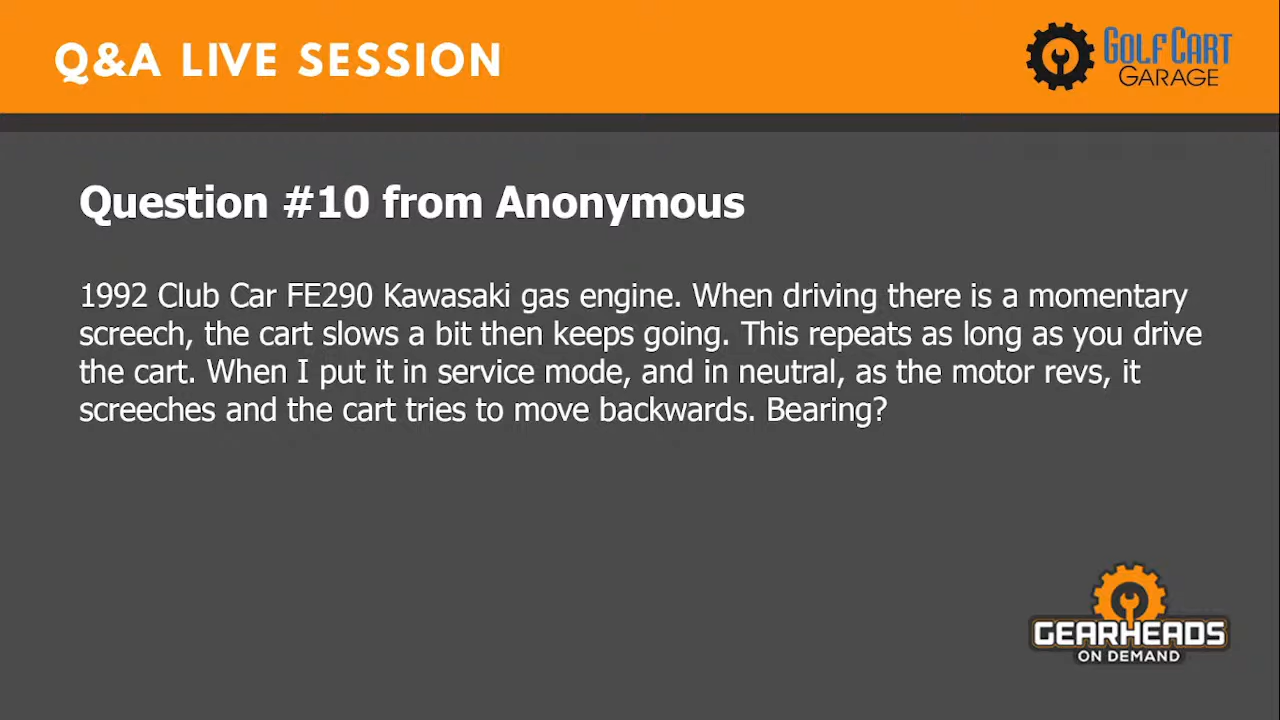 Q&A LIVE SESSION
GOLF CART
GARAGE
Question #10 from Anonymous
1992 Club Car FE290 Kawasaki gas engine. When driving there is a momentary
screech, the cart slows a bit then keeps going. This repeats as long as you drive
the cart. When I put it in service mode, and in neutral, as the motor revs, it
screeches and the cart tries to move backwards. Bearing?
GEARHEADS
ON DEMAND